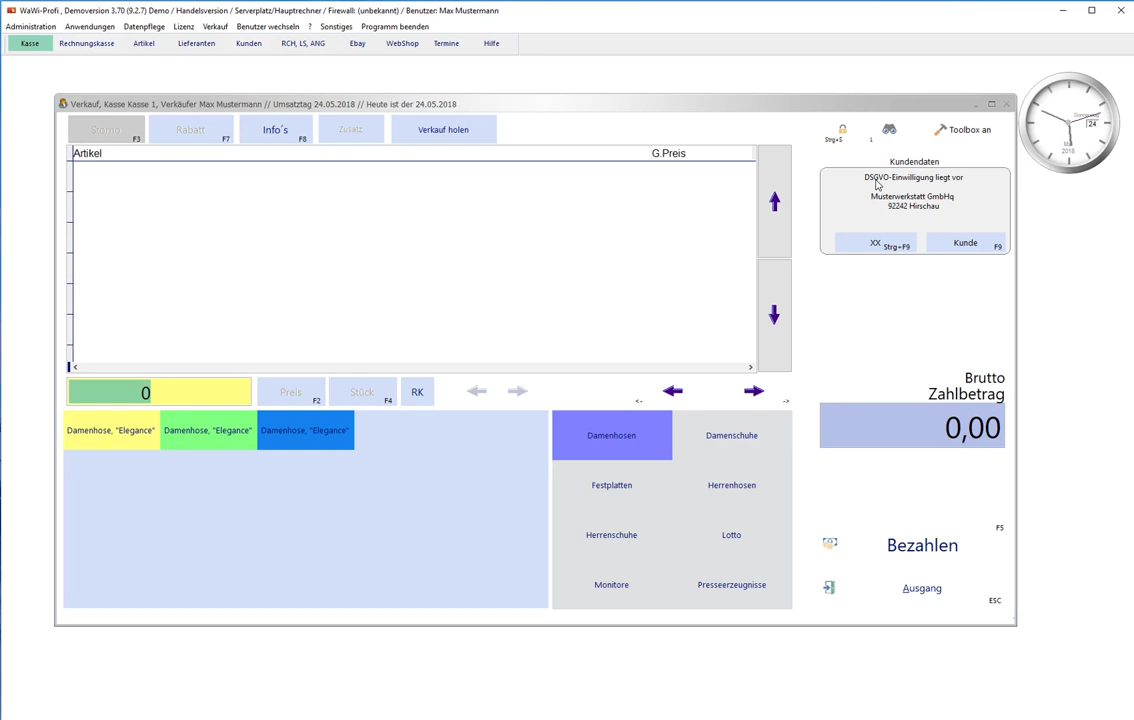 WaWi-Profi , Demoversion 3.70 (9.2.7) Demo / Handelsversion / Serverplatz/Hauptrechner / Firewall: (unbekannt) / Benutzer: Max Mustermann
Administration Anwendungen Datenpflege Lizenz Verkauf Benutzer wechseln ? Sonstiges Programm beenden
Kasse Rechnungskasse Artikel Lieferanten Kunden RCH, LS, ANG Ebay WebShop Termine Hilfe
Verkauf, Kasse Kasse 1, Verkäufer Max Mustermann // Umsatztag 24.05.2018 // Heute ist der 24.05.2018
Storno F3 Rabatt F7 Info´s F8 Zusatz Verkauf holen
Strg+S L Toolbox an
24
Mai
2018
Artikel G.Preis
Kundendaten
DSGVO-Einwilligung liegt vor
Musterwerkstatt GmbHq
92242 Hirschau
XX Strg+F9 Kunde F9
0 Preis F2 Stück F4 RK <- ->
Brutto
Zahlbetrag
0,00
Damenhose, "Elegance" Damenhose, "Elegance" Damenhose, "Elegance"
Damenhosen Damenschuhe
Festplatten Herrenhosen
Herrenschuhe Lotto
Monitore Presseerzeugnisse
F5
Bezahlen
Ausgang
ESC